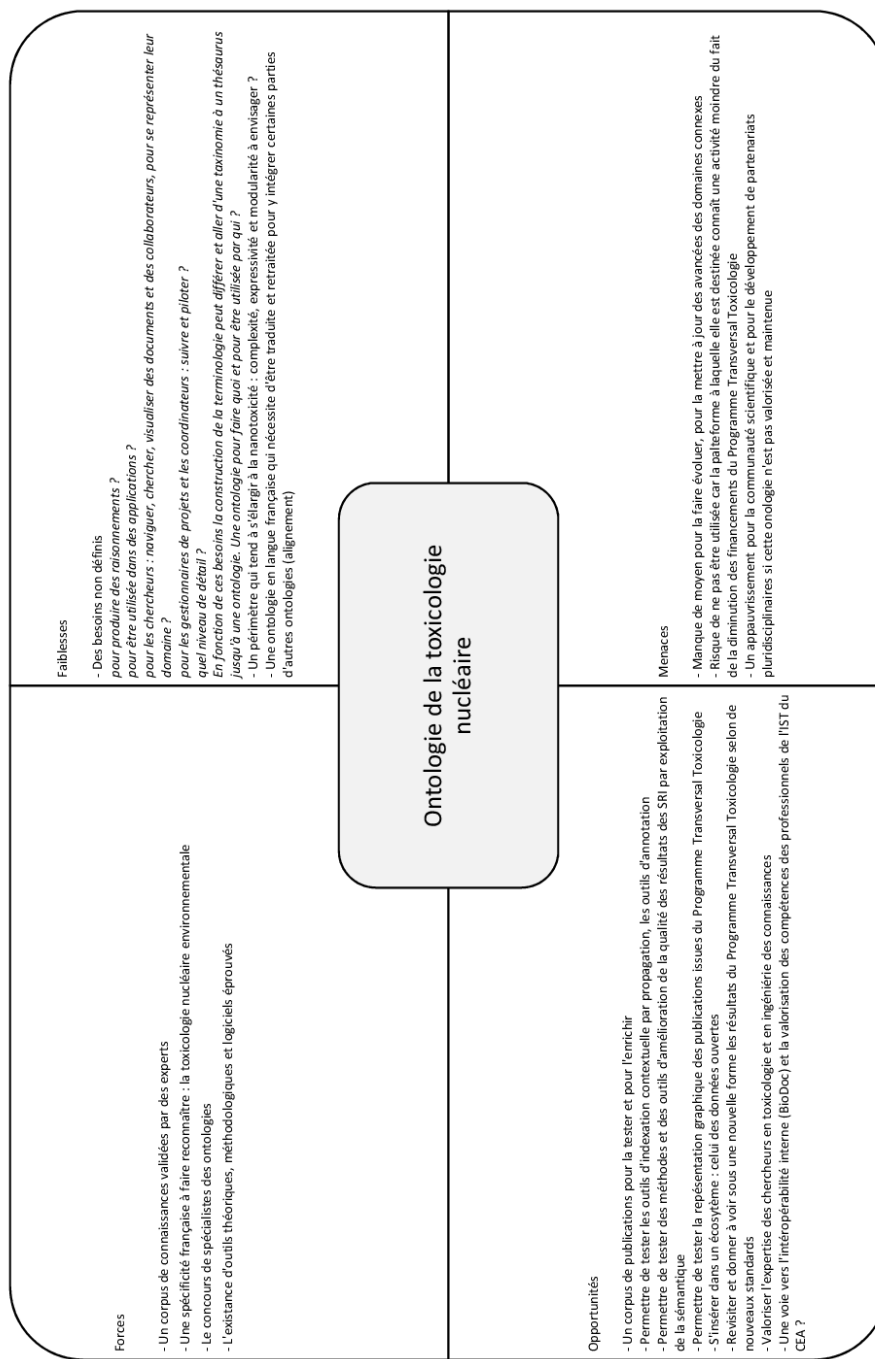 Forces
- Un corpus de connaissances validées par des experts
- Une spécificité française à faire reconnaître : la toxicologie nucléaire environnementale
- Le concours de spécialistes des ontologies
- L'existance d'outils théoriques, méthodologiques et logiciels éprouvés
Faiblesses
- Des besoins non définis
pour produire des raisonnements ?
pour être utilisée dans des applications ?
pour les chercheurs : naviguer, chercher, visualiser des documents et des collaborateurs, pour se représenter leur
domaine ?
pour les gestionnaires de projets et les coordinateurs : suivre et piloter ?
quel niveau de détail ?
En fonction de ces besoins la construction de la terminologie peut différer et aller d'une taxinomie à un thésaurus
jusqu'à une ontologie. Une ontologie pour faire quoi et pour être utilisée par qui ?
- Un périmètre qui tend à s'élargir à la nanotoxicité : complexité, expressivité et modularité à envisager ?
- Une ontologie en langue française qui nécessite d'être traduite et retraitée pour y intégrer certaines parties
d'autres ontologies (alignement)
Ontologie de la toxicologie
nucléaire
Opportunités
- Un corpus de publications pour la tester et pour l'enrichir
- Permettre de tester les outils d'indexation contextuelle par propagation, les outils d'annotation
- Permettre de tester des méthodes et des outils d'amélioration de la qualité des résultats des SRI par exploitation
de la sémantique
- Permettre de tester la repésentation graphique des publications issues du Programme Transversal Toxicologie
- S'insérer dans un écosytème : celui des données ouvertes
- Revisiter et donner à voir sous une nouvelle forme les résultats du Programme Transversal Toxicologie selon de
nouveaux standards
- Valoriser l'expertise des chercheurs en toxicologie et en ingéniérie des connaissances
- Une voie vers l'intéropérabilité interne (BioDoc) et la valorisation des compétences des professionnels de l'IST du
CEA ?
Menaces
- Manque de moyen pour la faire évoluer, pour la mettre à jour des avancées des domaines connexes
- Risque de ne pas être utilisée car la palteforme à laquelle elle est destinée connaît une activité moindre du fait
de la diminution des financements du Programme Transversal Toxicologie
- Un appauvrissement pour la communauté scientifique et pour le développement de partenariats
pluridisciplinaires si cette onologie n'est pas valorisée et maintenue